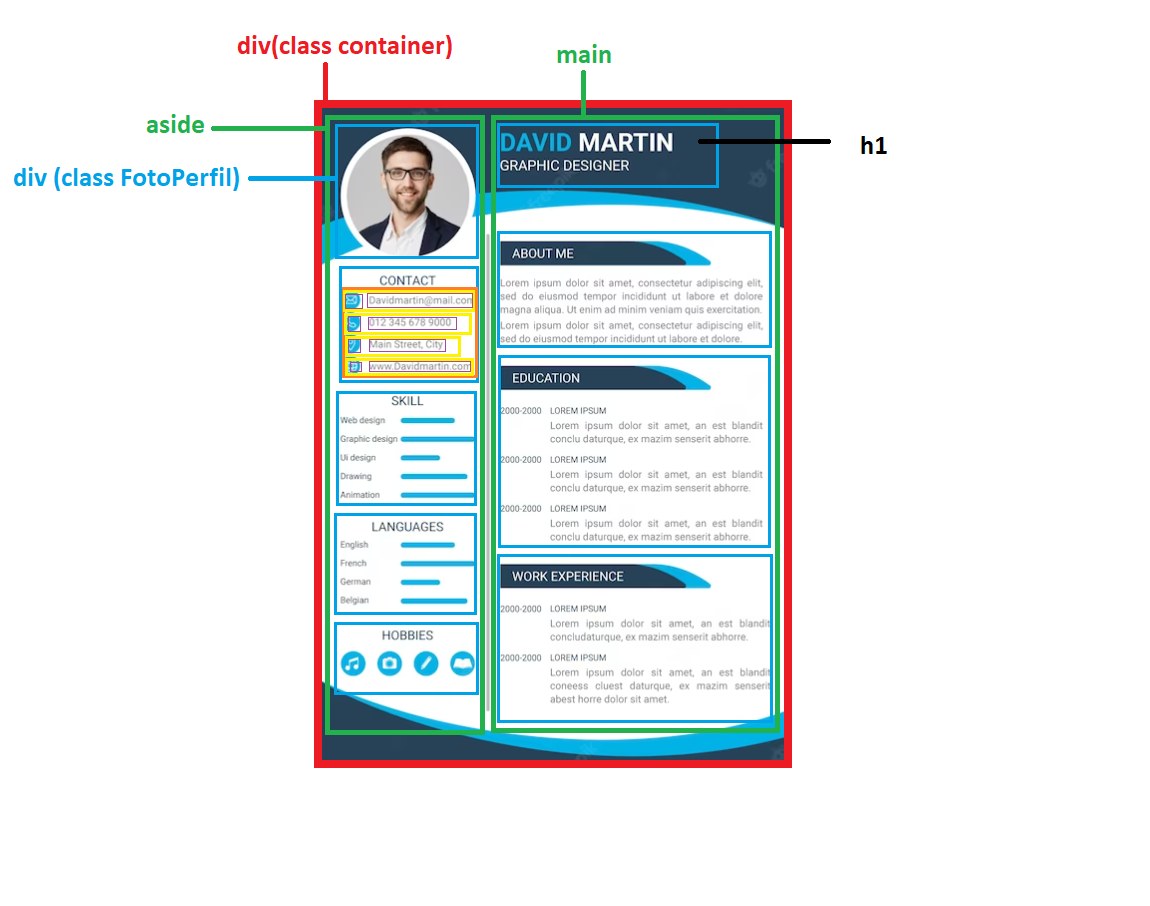 div(class container)
main
aside
div (class FotoPerfil)
h1
DAVID MARTIN
GRAPHIC DESIGNER
CONTACT
Davidmartin@mail.com
012 345 678 9000
Main Street, City
www.Davidmartin.com
SKILL
Web design
Graphic design
Ui design
Drawing
Animation
LANGUAGES
English
French
German
Belgian
HOBBIES
ABOUT ME
Lorem ipsum dolor sit amet, consectetur adipiscing elit,
sed do eiusmod tempor incididunt ut labore et dolore
magna aliqua. Ut enim ad minim veniam quis exercitation.
Lorem ipsum dolor sit amet, consectetur adipiscing elit,
sed do eiusmod tempor incididunt ut labore et dolore.
EDUCATION
2000-2000 LOREM IPSUM
Lorem ipsum dolor sit amet, an est blandit
conclu daturque, ex mazim senserit abhorre.
2000-2000 LOREM IPSUM
Lorem ipsum dolor sit amet, an est blandit
conclu daturque, ex mazim senserit abhorre.
2000-2000 LOREM IPSUM
Lorem ipsum dolor sit amet, an est blandit
conclu daturque, ex mazim senserit abhorre.
WORK EXPERIENCE
2000-2000 LOREM IPSUM
Lorem ipsum dolor sit amet, an est blandit
concludaturque, ex mazim senserit abhorre.
2000-2000 LOREM IPSUM
Lorem ipsum dolor sit amet, an est blandit
coneess cluest daturque, ex mazim senserit
abest horre dolor sit amet.